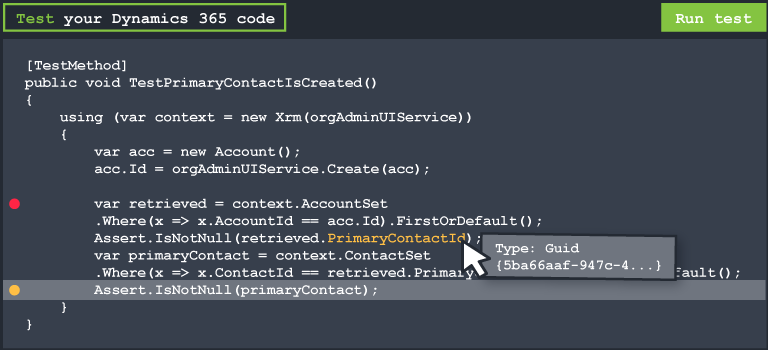 Test your Dynamics 365 code
Run test
[TestMethod]
public void TestPrimaryContactIsCreated()
{
using (var context = new Xrm(orgAdminUIService))
{
var acc = new Account();
acc.Id = orgAdminUIService.Create(acc);
var retrieved = context.AccountSet
.Where(x => x.AccountId == acc.Id).FirstOrDefault();
Assert.IsNotNull(retrieved.PrimaryContactId);
Type: Guid
{5ba66aaf-947c-4...}
var primaryContact = context.ContactSet
.Where(x => x.ContactId == retrieved.Primary fault();
Assert.IsNotNull(primaryContact);
}
}